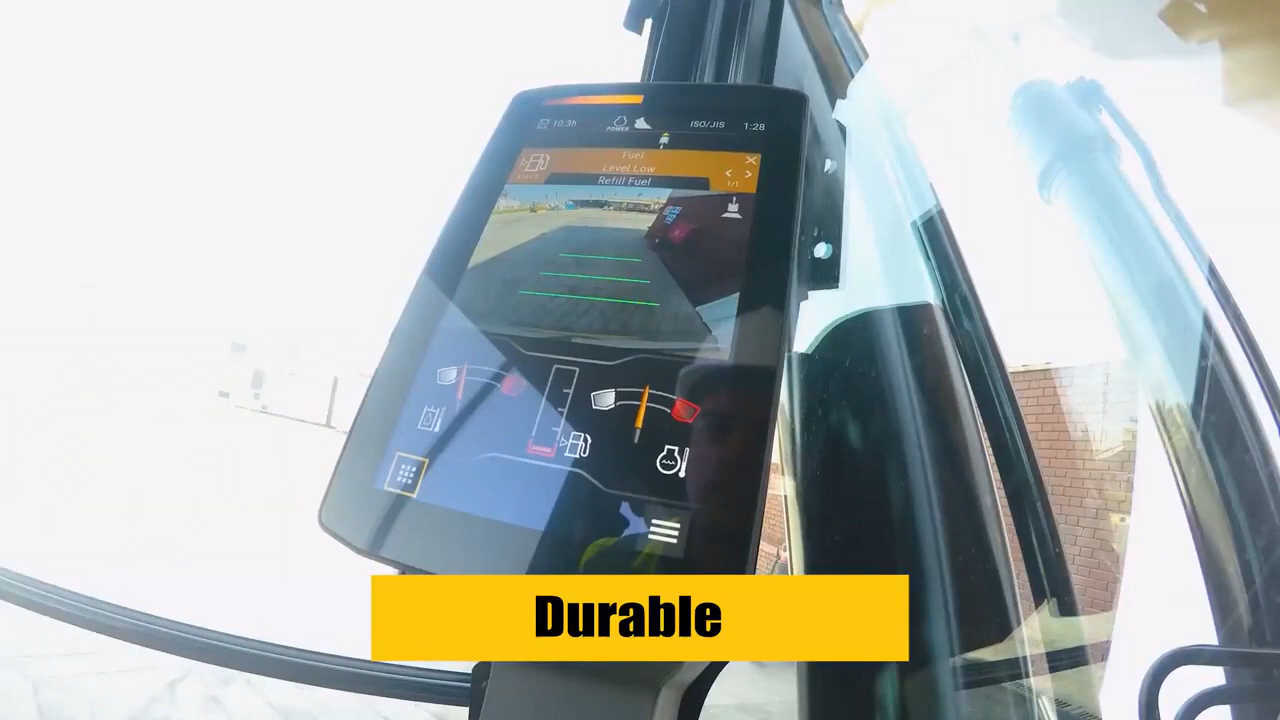 10.3h POWER ISO/JIS 1:28
Fuel
Level Low
Refill Fuel
1/1
Durable